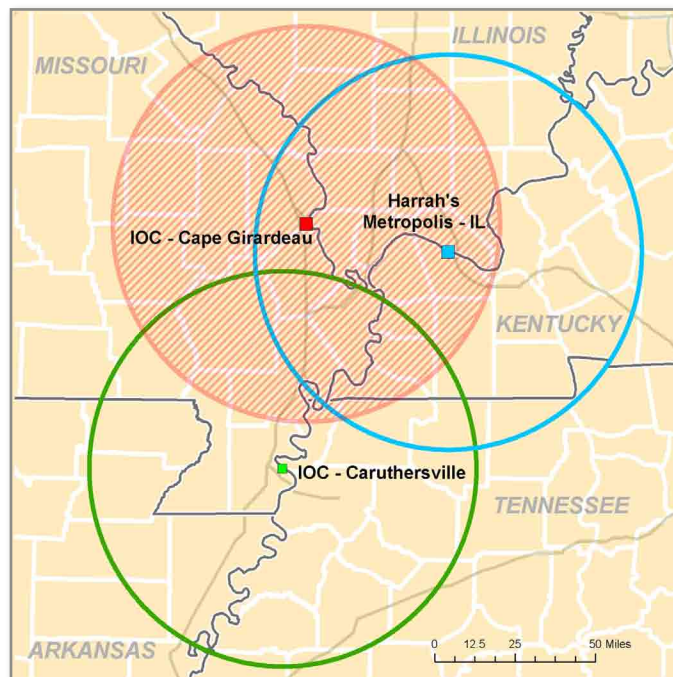 ILLINOIS
MISSOURI
Harrah's
Metropolis - IL
IOC - Cape Girardeau
KENTUCKY
IOC - Caruthersville
TENNESSEE
ARKANSAS
0 12.5 25 50 Miles